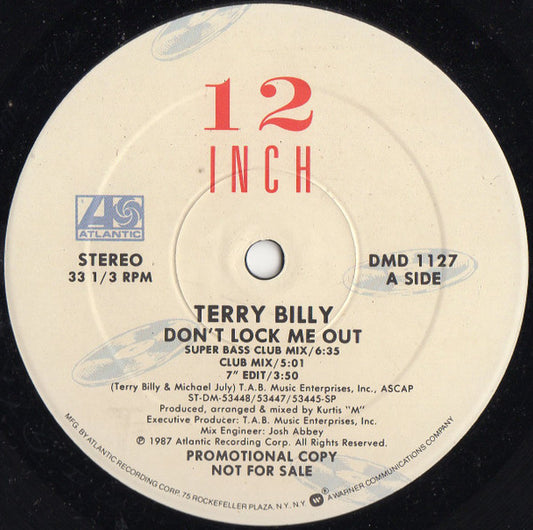 12
INCH
ATLANTIC
STEREO
33 1/3 RPM
DMD 1127
A SIDE
TERRY BILLY
DON'T LOCK ME OUT
SUPER BASS CLUB MIX/6:35
CLUB MIX/5:01
7" EDIT/3:50
(Terry Billy & Michael July) T.A.B. Music Enterprises, Inc., ASCAP
ST-DM-53448/53447/53445-SP
Produced, arranged & mixed by Kurtis "M"
Executive Producer: T.A.B. Music Enterprises, Inc.
Mix Engineer: Josh Abbey
℗ 1987 Atlantic Recording Corp. All Rights Reserved.
PROMOTIONAL COPY
NOT FOR SALE
MFG. BY ATLANTIC RECORDING CORP. 75 ROCKEFELLER PLAZA, N.Y. N.Y. A WARNER COMMUNICATIONS COMPANY